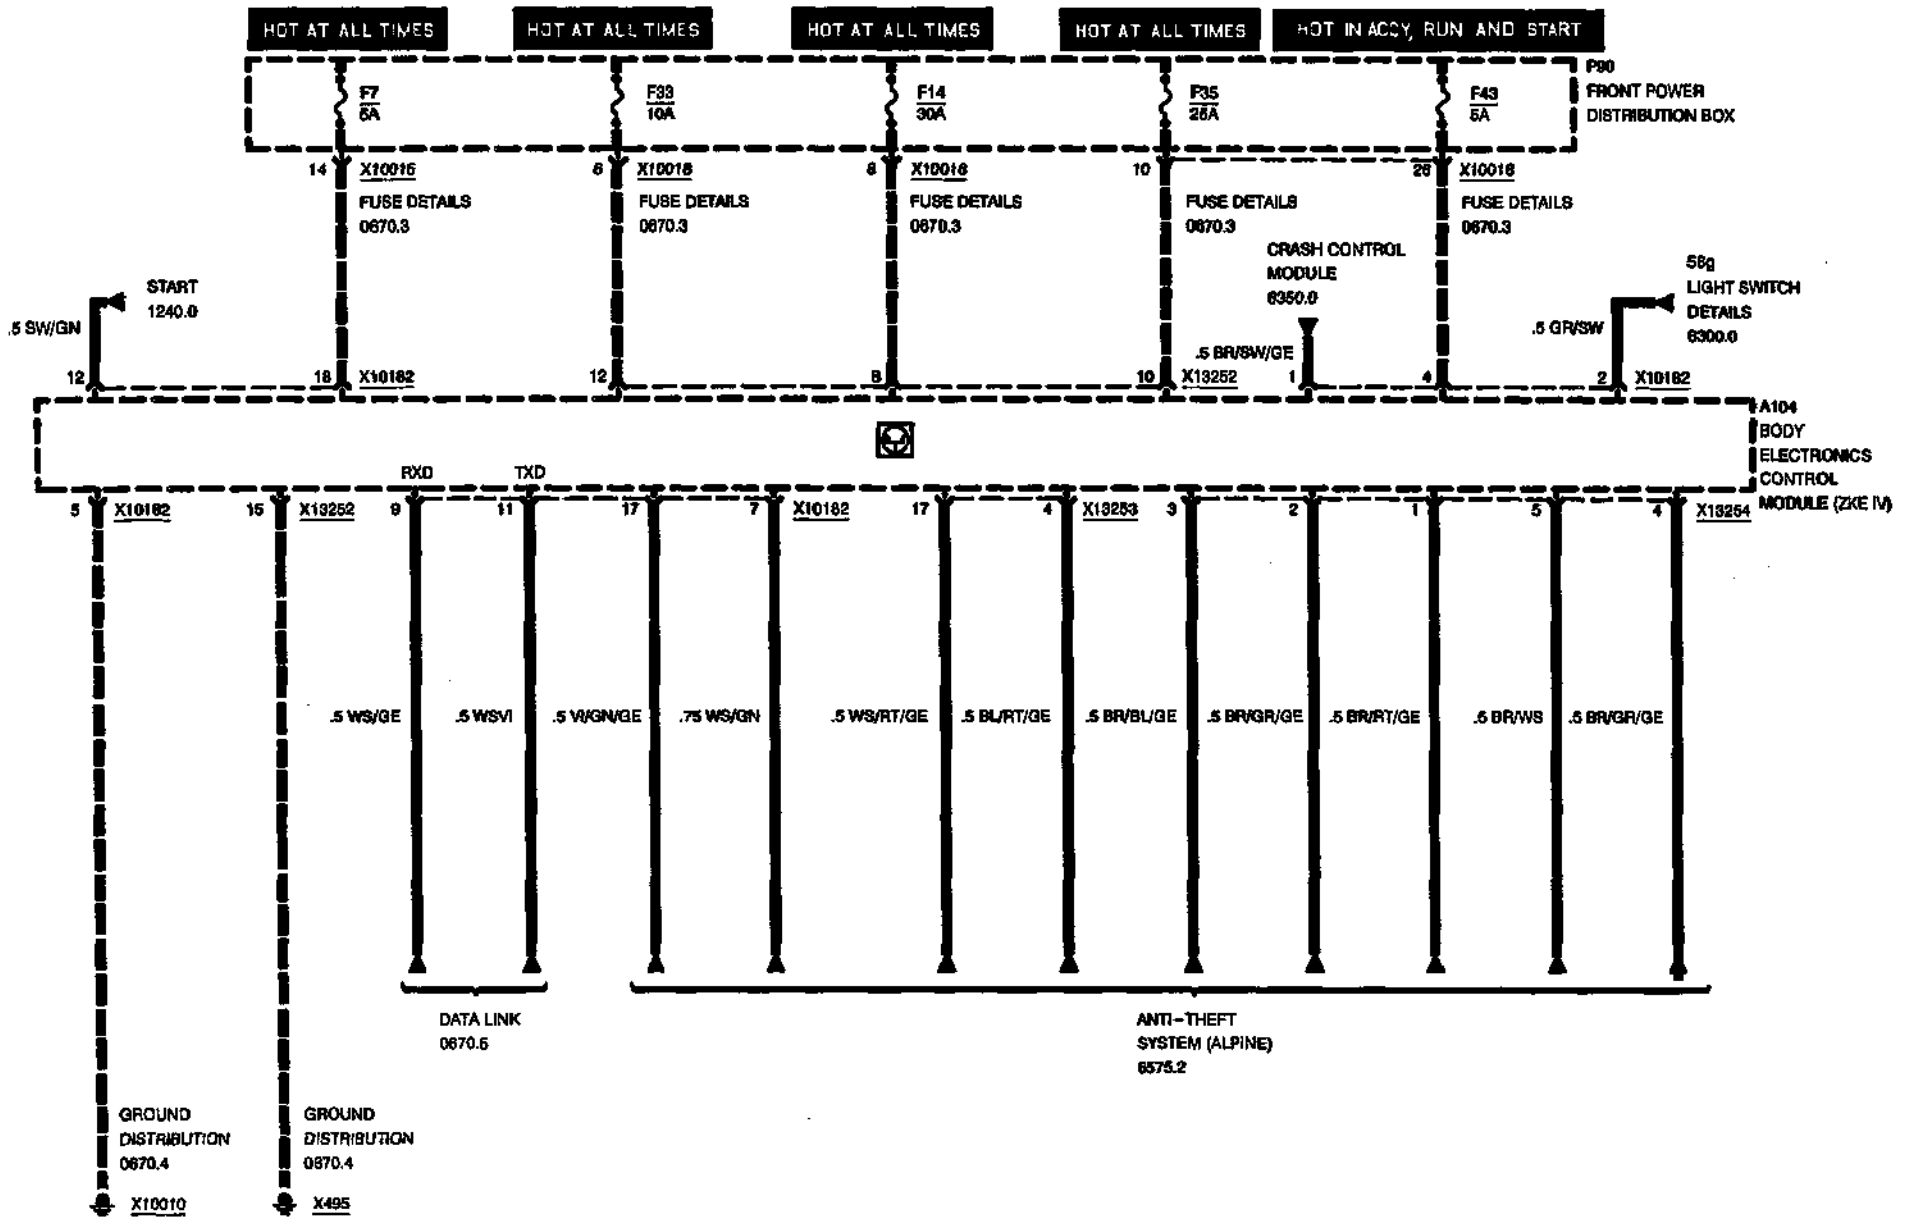 HOT AT ALL TIMES HOT AT ALL TIMES HOT AT ALL TIMES HOT AT ALL TIMES HOT IN ACCY, RUN AND START
P90
FRONT POWER
DISTRIBUTION BOX
F7
5A
F33
10A
F14
30A
F35
25A
F43
5A
14 X10016 6 X10018 8 X10018 10 26 X10018
FUSE DETAILS
0670.3
FUSE DETAILS
0670.3
FUSE DETAILS
0670.3
FUSE DETAILS
0670.3
FUSE DETAILS
0670.3
CRASH CONTROL
MODULE
6350.0
58g
LIGHT SWITCH
DETAILS
6300.0
START
1240.0
.5 SW/GN
.5 BR/SW/GE
.5 GR/SW
12 18 X10182 12 8 10 X13252 1 4 2 X10182
A104
BODY
ELECTRONICS
CONTROL
MODULE (ZKE IV)
RXD TXD
5 X10182 15 X13252 9 11 17 7 X10182 17 4 X13253 3 2 1 5 4 X13254
.5 WS/GE .5 WSVI .5 VI/GN/GE .75 WS/GN .5 WS/RT/GE .5 BL/RT/GE .5 BR/BL/GE .5 BR/GR/GE .5 BR/RT/GE .5 BR/WS .5 BR/GR/GE
DATA LINK
0670.5
ANTI-THEFT
SYSTEM (ALPINE)
6575.2
GROUND
DISTRIBUTION
0670.4
GROUND
DISTRIBUTION
0670.4
X10010 X495